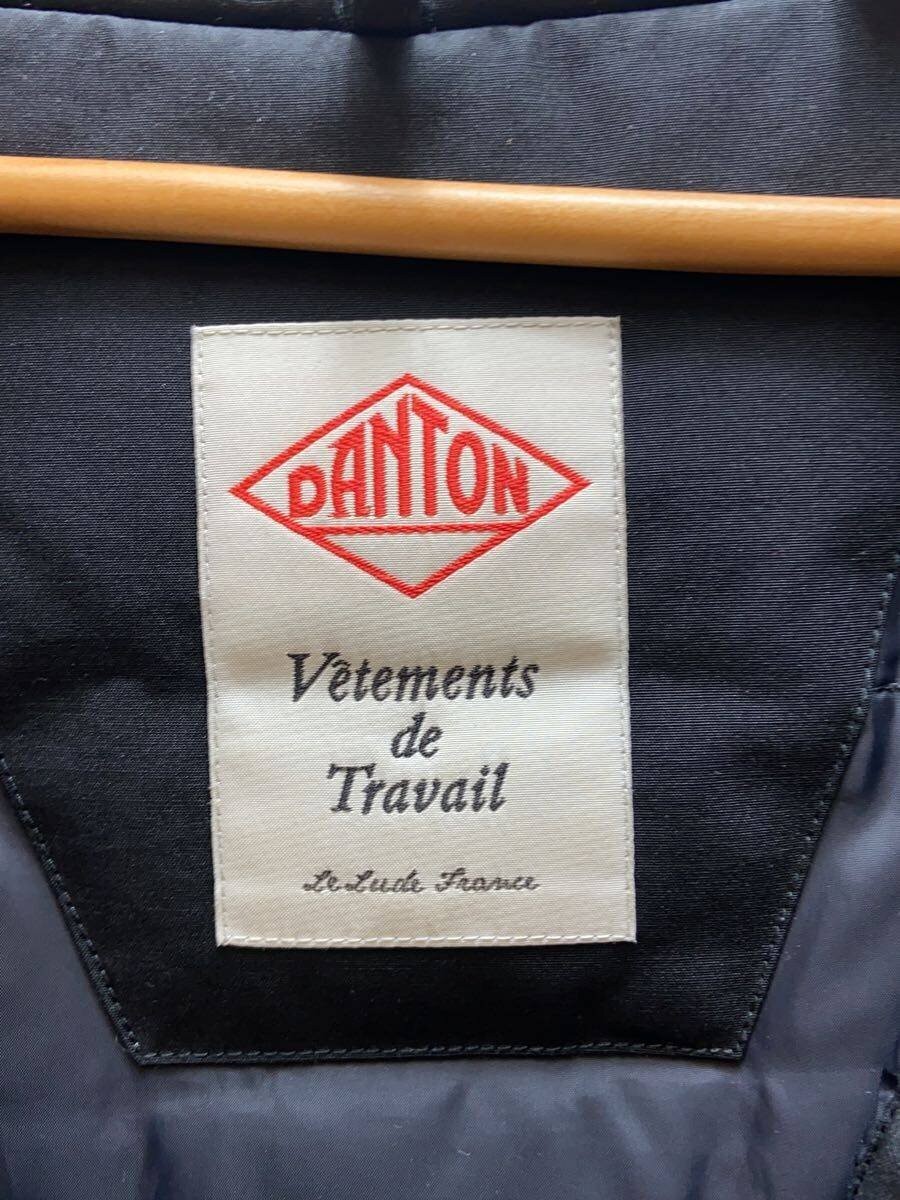 DANTON
Vêtements
de
Travail
Le Lude France